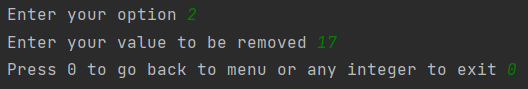 Enter your option 2
Enter your value to be removed 17
Press 0 to go back to menu or any integer to exit 0